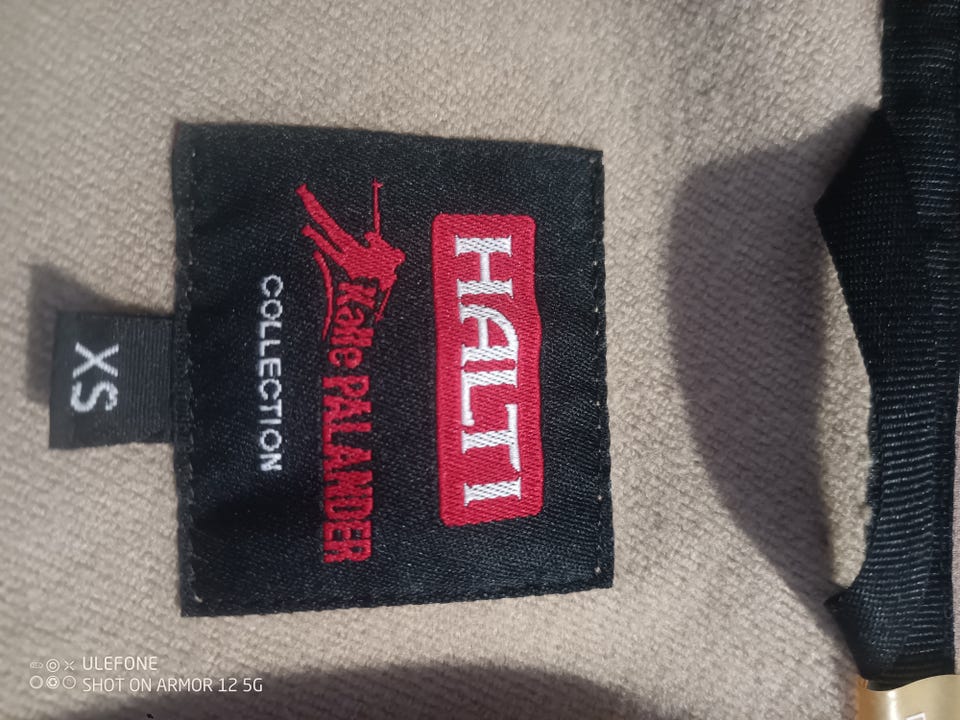 HALTI
Kalle PALANDER
COLLECTION
XS
ULEFONE
SHOT ON ARMOR 12 5G